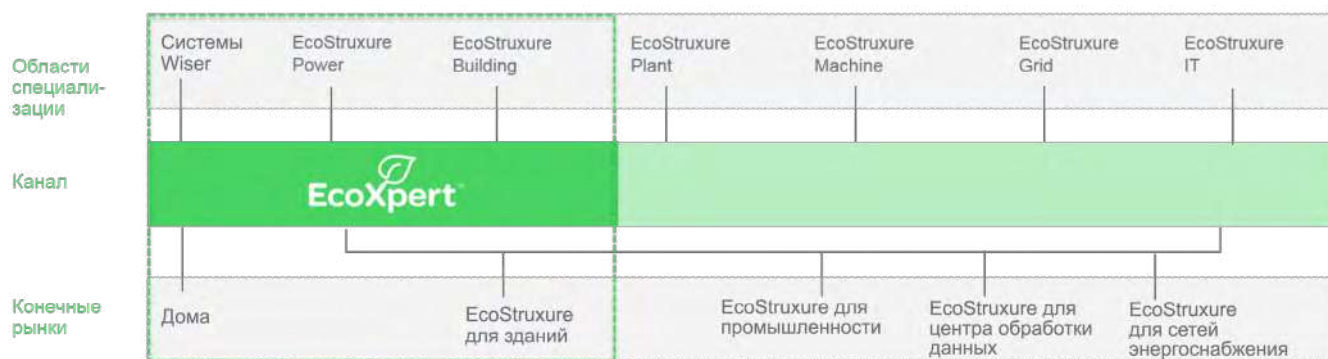 Области
специали-
зации
Системы
Wiser
EcoStruxure
Power
EcoStruxure
Building
EcoStruxure
Plant
EcoStruxure
Machine
EcoStruxure
Grid
EcoStruxure
IT
Канал
EcoXpert™
Конечные
рынки
Дома
EcoStruxure
для зданий
EcoStruxure для
промышленности
EcoStruxure для
центра обработки
данных
EcoStruxure
для сетей
энергоснабжения